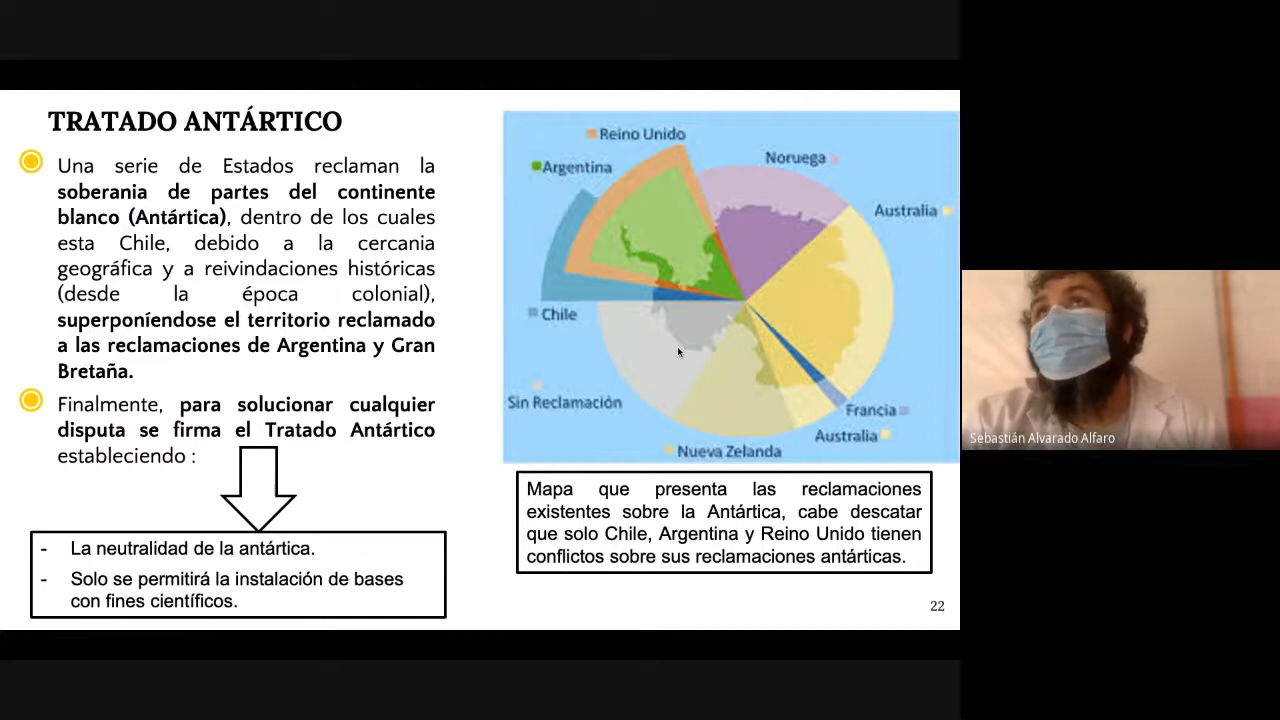 TRATADO ANTÁRTICO
Una serie de Estados reclaman la
soberania de partes del continente
blanco (Antártica), dentro de los cuales
esta Chile, debido a la cercania
geográfica y a reivindaciones históricas
(desde la época colonial),
superponíendose el territorio reclamado
a las reclamaciones de Argentina y Gran
Bretaña.
Finalmente, para solucionar cualquier
disputa se firma el Tratado Antártico
estableciendo :
- La neutralidad de la antártica.
- Solo se permitirá la instalación de bases
con fines científicos.
Reino Unido
Argentina
Noruega
Australia
Chile
Sin Reclamación
Francia
Australia
Nueva Zelanda
Mapa que presenta las reclamaciones
existentes sobre la Antártica, cabe descatar
que solo Chile, Argentina y Reino Unido tienen
conflictos sobre sus reclamaciones antárticas.
22
Sebastián Alvarado Alfaro